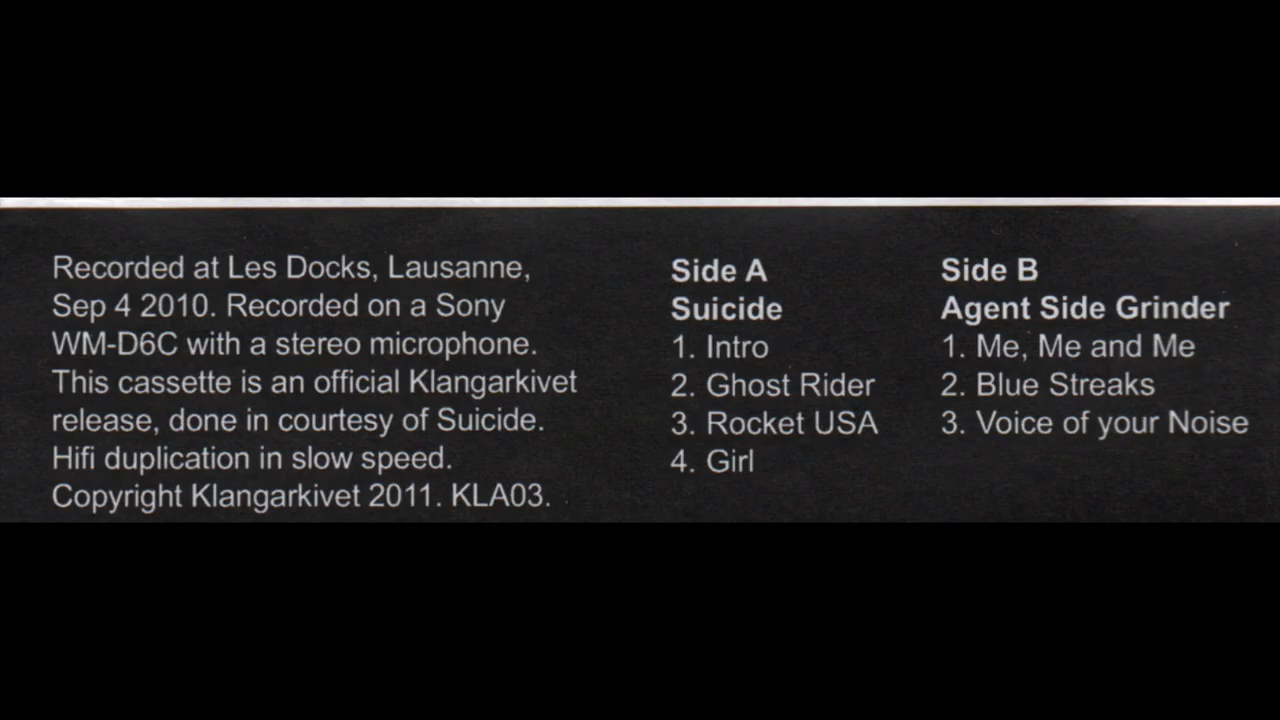 Recorded at Les Docks, Lausanne,
Sep 4 2010. Recorded on a Sony
WM-D6C with a stereo microphone.
This cassette is an official Klangarkivet
release, done in courtesy of Suicide.
Hifi duplication in slow speed.
Copyright Klangarkivet 2011. KLA03.
Side A
Suicide
1. Intro
2. Ghost Rider
3. Rocket USA
4. Girl
Side B
Agent Side Grinder
1. Me, Me and Me
2. Blue Streaks
3. Voice of your Noise